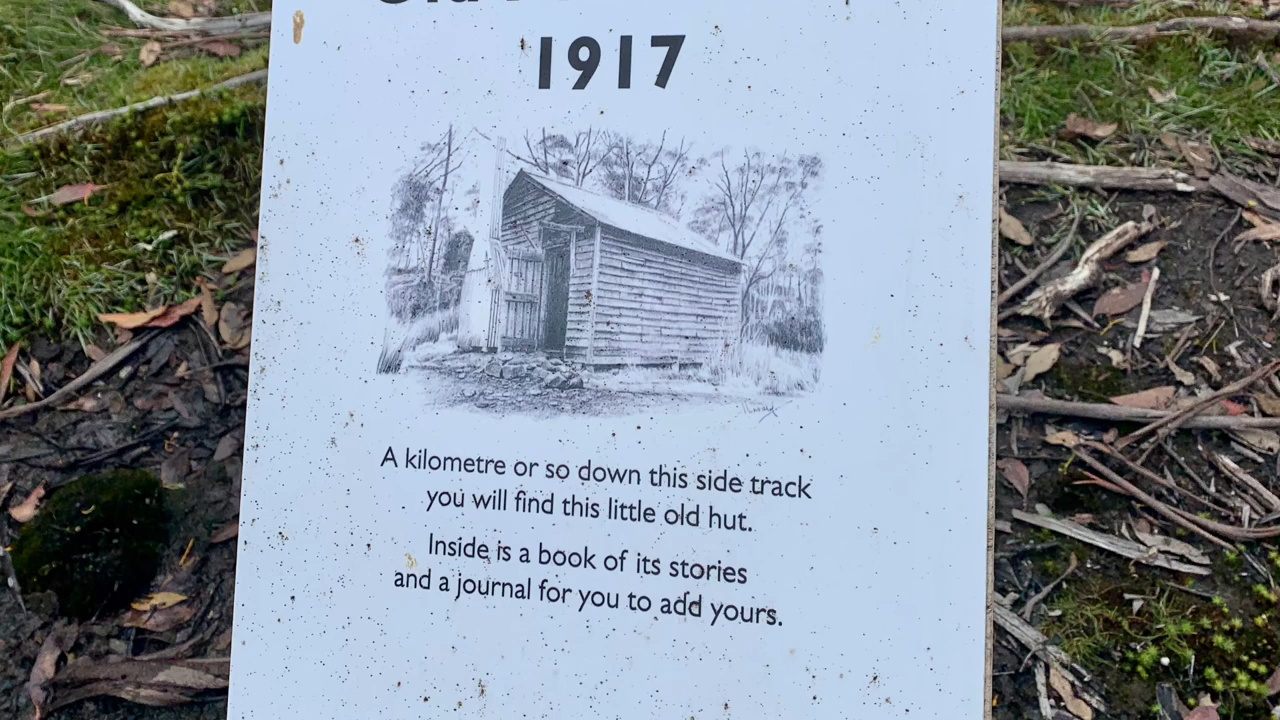 1917
A kilometre or so down this side track
you will find this little old hut.
Inside is a book of its stories
and a journal for you to add yours.